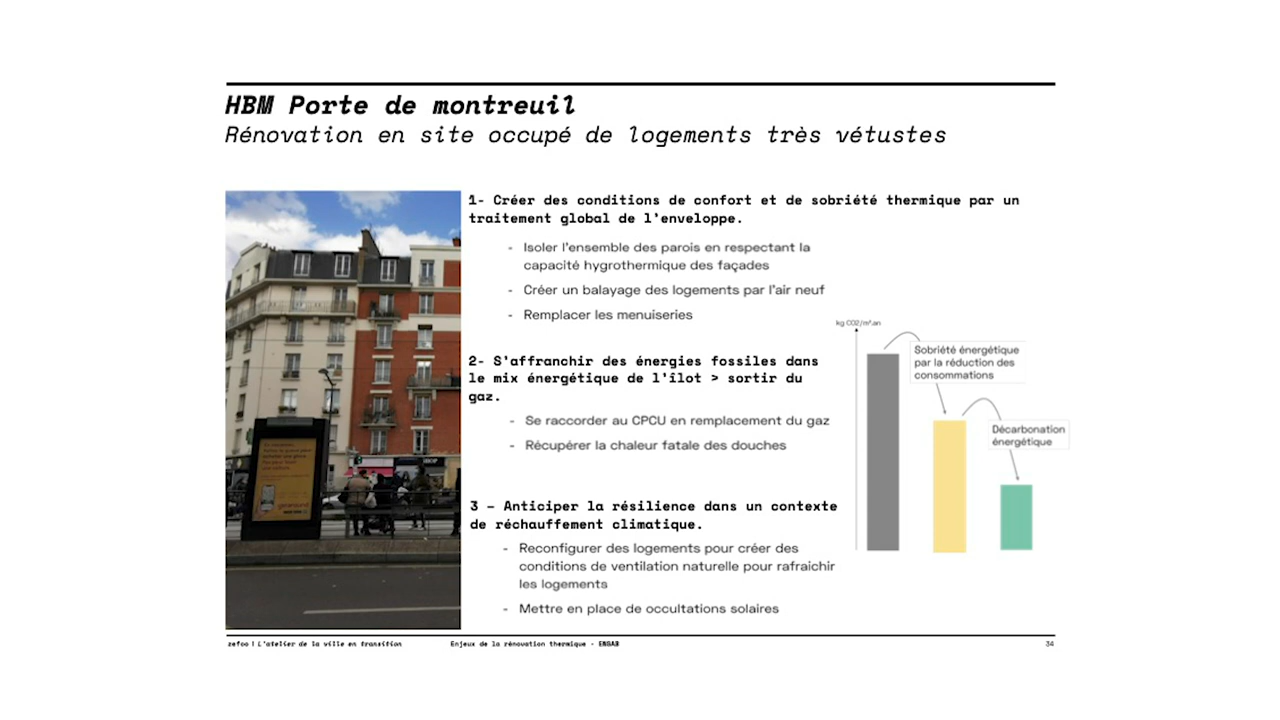 HBM Porte de montreuil
Rénovation en site occupé de logements très vétustes
1- Créer des conditions de confort et de sobriété thermique par un
traitement global de l'enveloppe.
- Isoler l'ensemble des parois en respectant la
capacité hygrothermique des façades
- Créer un balayage des logements par l'air neuf
- Remplacer les menuiseries
2- S'affranchir des énergies fossiles dans
le mix énergétique de l'îlot > sortir du
gaz.
- Se raccorder au CPCU en remplacement du gaz
- Récupérer la chaleur fatale des douches
3 – Anticiper la résilience dans un contexte
de réchauffement climatique.
- Reconfigurer des logements pour créer des
conditions de ventilation naturelle pour rafraichir
les logements
- Mettre en place de occultations solaires
kg CO2/m².an
Sobriété énergétique
par la réduction des
consommations
Décarbonation
énergétique
zefco | L'atelier de la ville en transition
Enjeux de la rénovation thermique - ENSAB
34